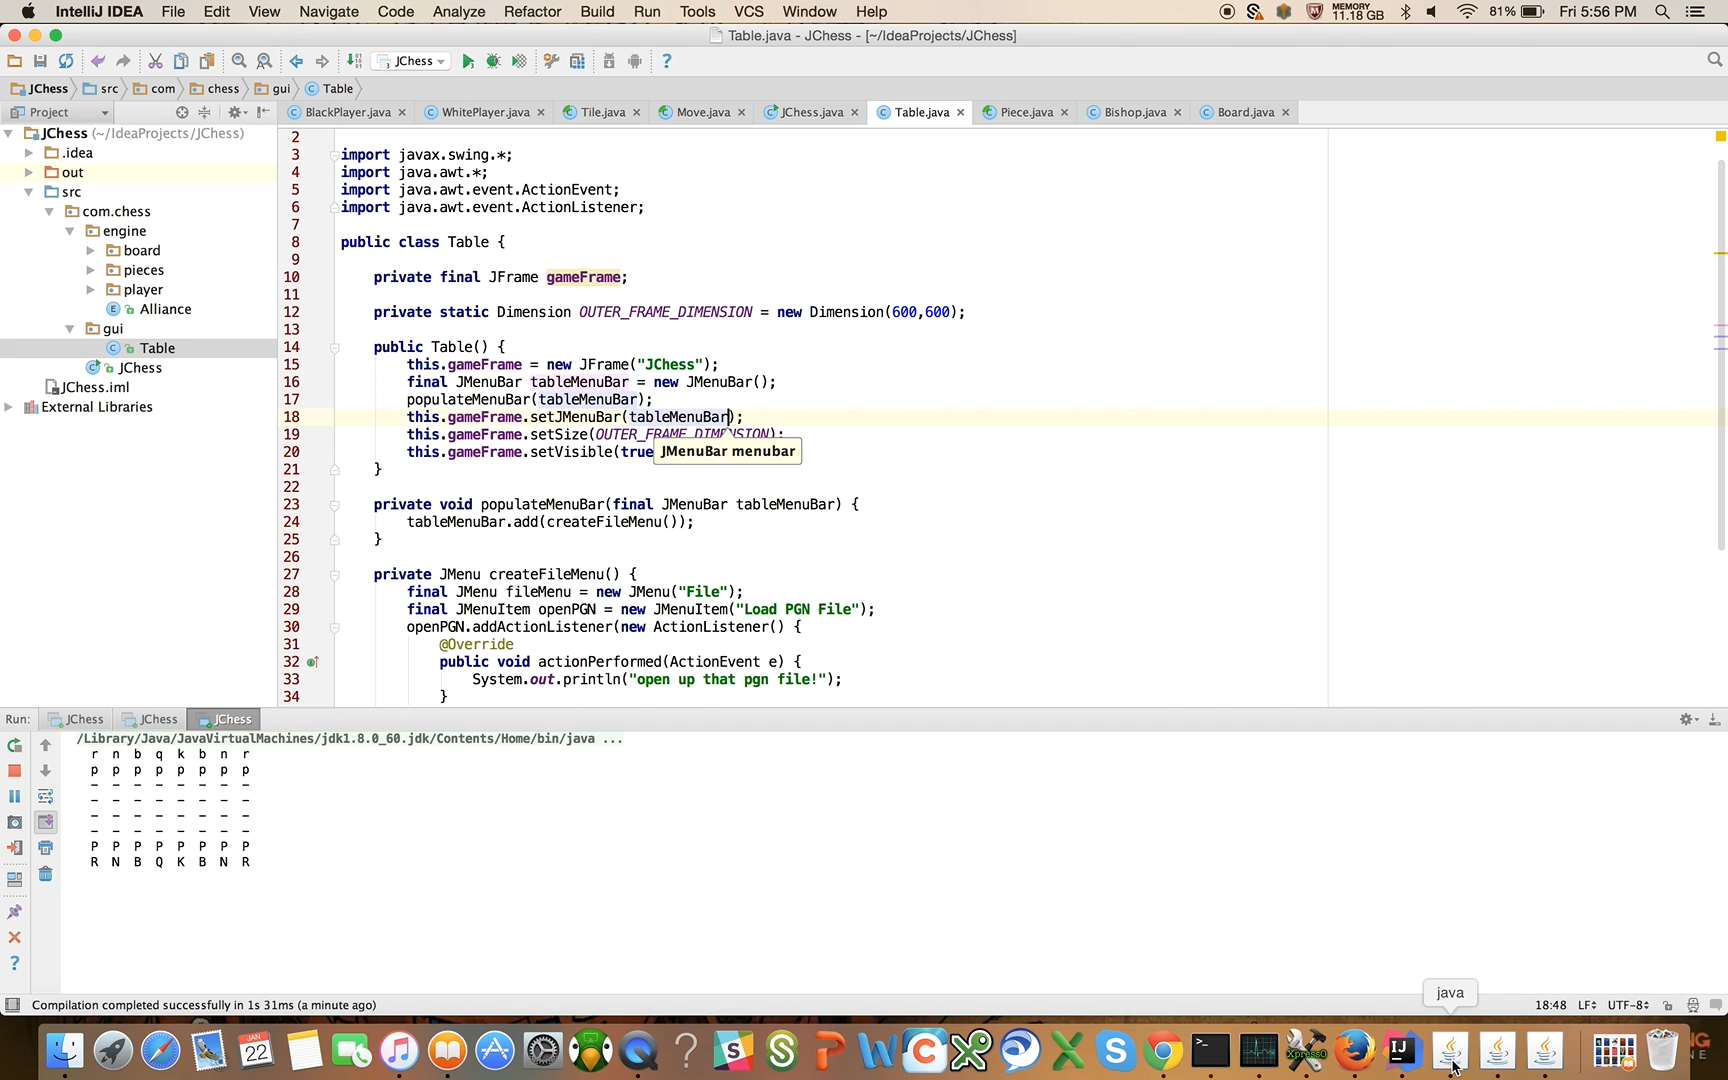 IntelliJ IDEA File Edit View Navigate Code Analyze Refactor Build Run Tools VCS Window Help MEMORY 11.18 GB 81% Fri 5:56 PM
Table.java - JChess - [~/IdeaProjects/JChess]
JChess
JChess src com chess gui Table
Project BlackPlayer.java WhitePlayer.java Tile.java Move.java JChess.java Table.java Piece.java Bishop.java Board.java
JChess (~/IdeaProjects/JChess)
.idea
out
src
com.chess
engine
board
pieces
player
Alliance
gui
Table
JChess
JChess.iml
External Libraries
2
3 import javax.swing.*;
4 import java.awt.*;
5 import java.awt.event.ActionEvent;
6 import java.awt.event.ActionListener;
7
8 public class Table {
9
10 private final JFrame gameFrame;
11
12 private static Dimension OUTER_FRAME_DIMENSION = new Dimension(600,600);
13
14 public Table() {
15 this.gameFrame = new JFrame("JChess");
16 final JMenuBar tableMenuBar = new JMenuBar();
17 populateMenuBar(tableMenuBar);
18 this.gameFrame.setJMenuBar(tableMenuBar);
19 this.gameFrame.setSize(OUTER_FRAME_DIMENSION);
20 this.gameFrame.setVisible(true
JMenuBar menubar
21 }
22
23 private void populateMenuBar(final JMenuBar tableMenuBar) {
24 tableMenuBar.add(createFileMenu());
25 }
26
27 private JMenu createFileMenu() {
28 final JMenu fileMenu = new JMenu("File");
29 final JMenuItem openPGN = new JMenuItem("Load PGN File");
30 openPGN.addActionListener(new ActionListener() {
31 @Override
32 public void actionPerformed(ActionEvent e) {
33 System.out.println("open up that pgn file!");
34 }
Run: JChess JChess JChess
/Library/Java/JavaVirtualMachines/jdk1.8.0_60.jdk/Contents/Home/bin/java ...
r n b q k b n r
p p p p p p p p
- - - - - - - -
- - - - - - - -
- - - - - - - -
- - - - - - - -
P P P P P P P P
R N B Q K B N R
Compilation completed successfully in 1s 31ms (a minute ago)
18:48 LF÷ UTF-8÷
java
JAN
22